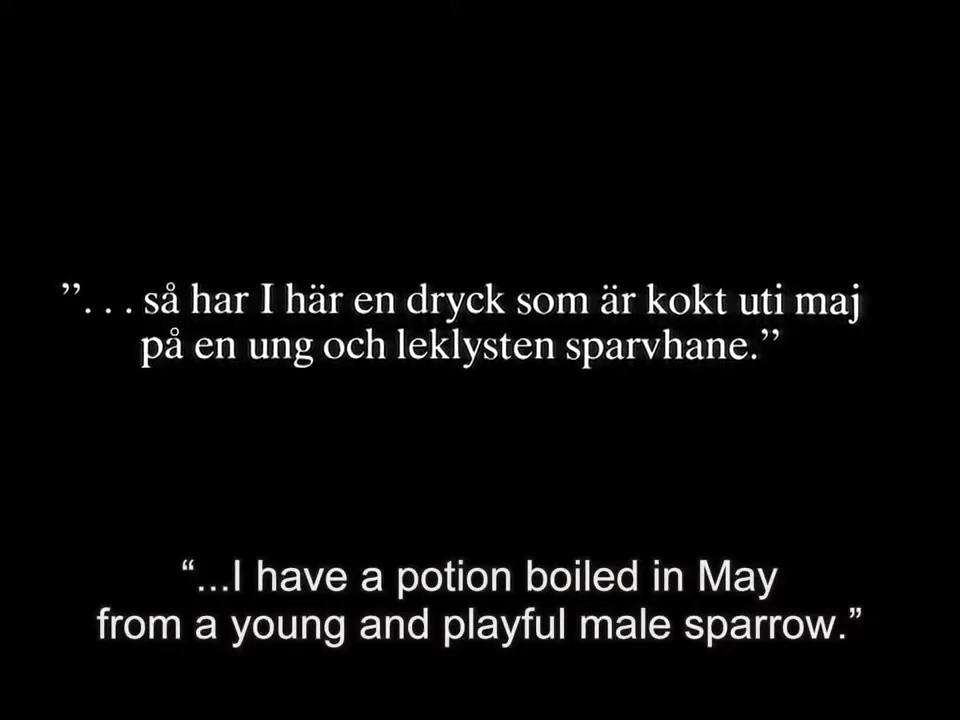 ”. . . så har I här en dryck som är kokt uti maj
på en ung och leklysten sparvhane.”
“...I have a potion boiled in May
from a young and playful male sparrow.”